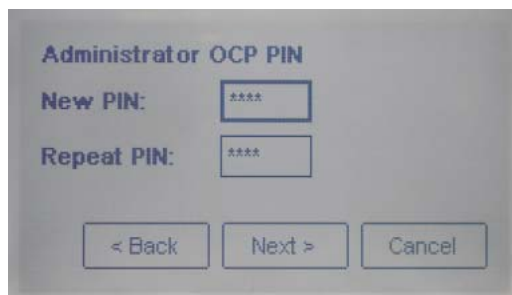 Administrator OCP PIN
New PIN: ****
Repeat PIN: ****
< Back Next > Cancel